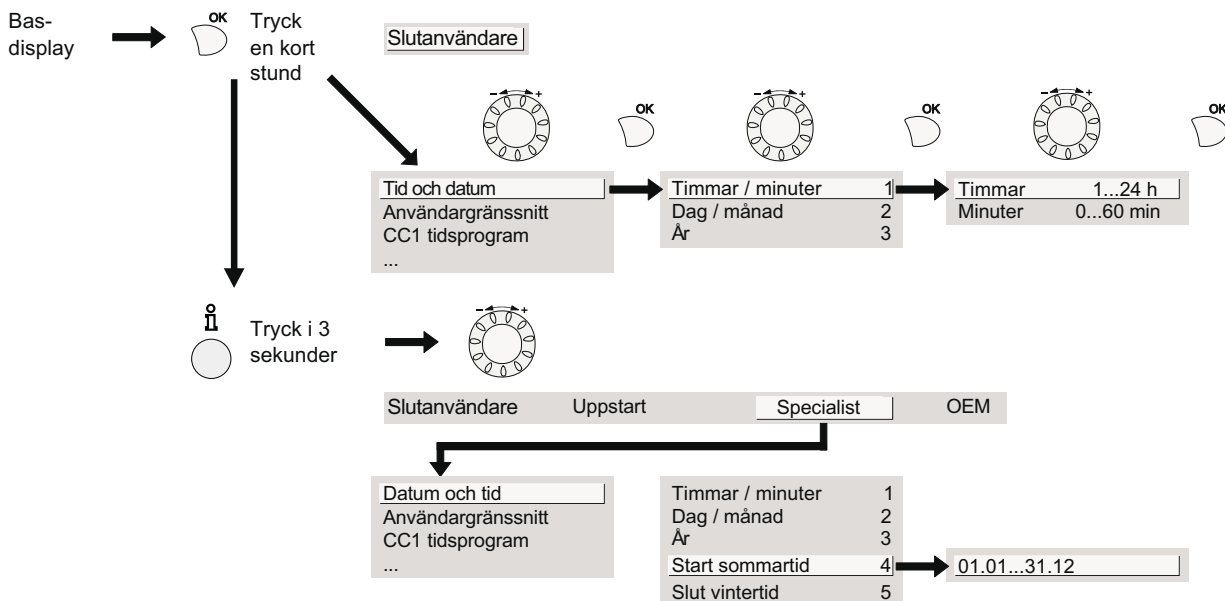 Bas-
display
OK
Tryck
en kort
stund
Slutanvändare
- +
OK
- +
OK
- +
OK
Tid och datum
Användargränssnitt
CC1 tidsprogram
...
Timmar / minuter 1
Dag / månad 2
År 3
Timmar 1...24 h
Minuter 0...60 min
Tryck i 3
sekunder
- +
Slutanvändare Uppstart Specialist OEM
Datum och tid
Användargränssnitt
CC1 tidsprogram
...
Timmar / minuter 1
Dag / månad 2
År 3
Start sommartid 4
Slut vintertid 5
01.01...31.12